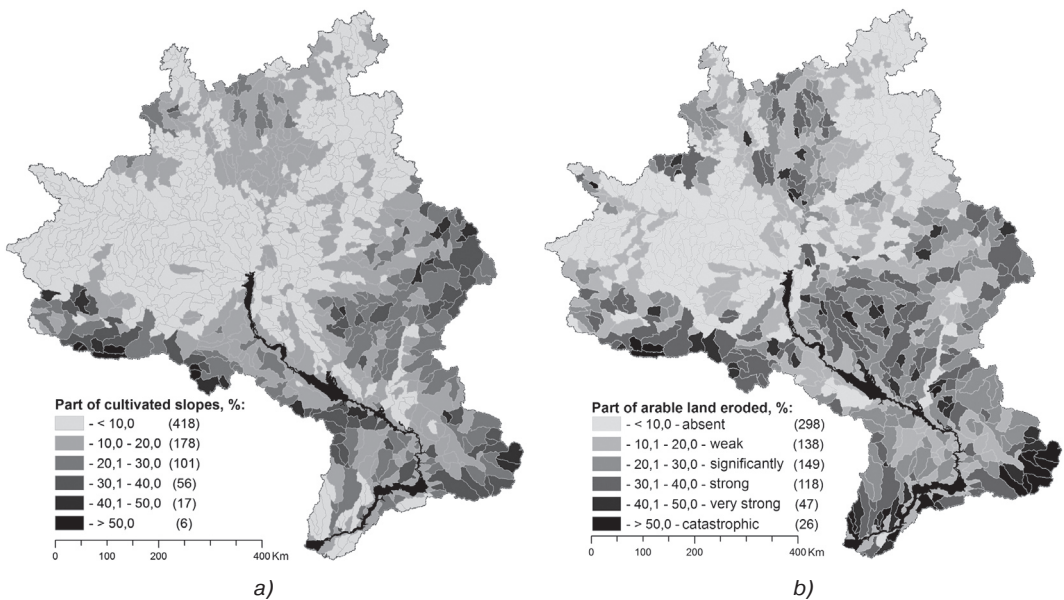 Part of cultivated slopes, %:
- < 10,0 (418)
- 10,0 - 20,0 (178)
- 20,1 - 30,0 (101)
- 30,1 - 40,0 (56)
- 40,1 - 50,0 (17)
- > 50,0 (6)
0 100 200 400 Km
a)
Part of arable land eroded, %:
- < 10,0 - absent (298)
- 10,1 - 20,0 - weak (138)
- 20,1 - 30,0 - significantly (149)
- 30,1 - 40,0 - strong (118)
- 40,1 - 50,0 - very strong (47)
- > 50,0 - catastrophic (26)
0 100 200 400 Km
b)